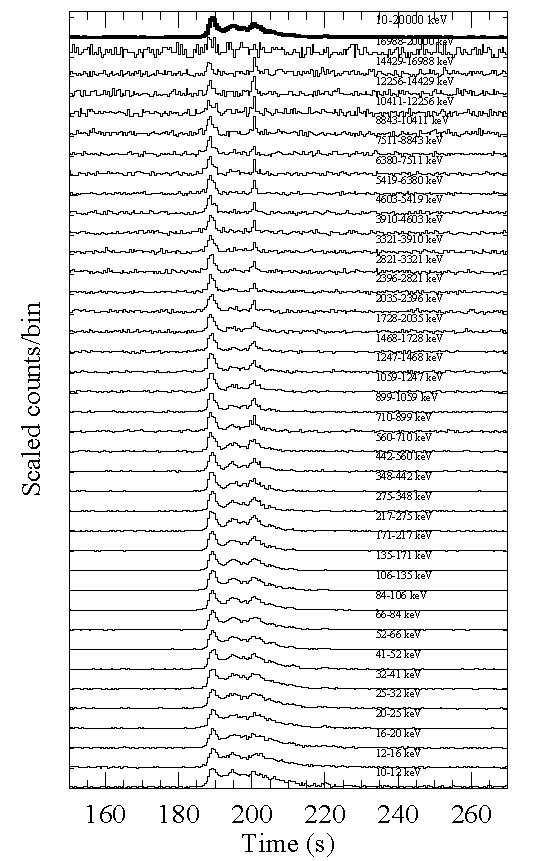 10-20000 keV
16988-20000 keV
14429-16988 keV
12256-14429 keV
10411-12256 keV
8843-10411 keV
7511-8843 keV
6380-7511 keV
5419-6380 keV
4603-5419 keV
3910-4603 keV
3321-3910 keV
2821-3321 keV
2396-2821 keV
2035-2396 keV
1728-2035 keV
1468-1728 keV
1247-1468 keV
1059-1247 keV
899-1059 keV
710-899 keV
560-710 keV
442-560 keV
348-442 keV
275-348 keV
217-275 keV
171-217 keV
135-171 keV
106-135 keV
84-106 keV
66-84 keV
52-66 keV
41-52 keV
32-41 keV
25-32 keV
20-25 keV
16-20 keV
12-16 keV
10-12 keV
Scaled counts/bin
160 180 200 220 240 260
Time (s)